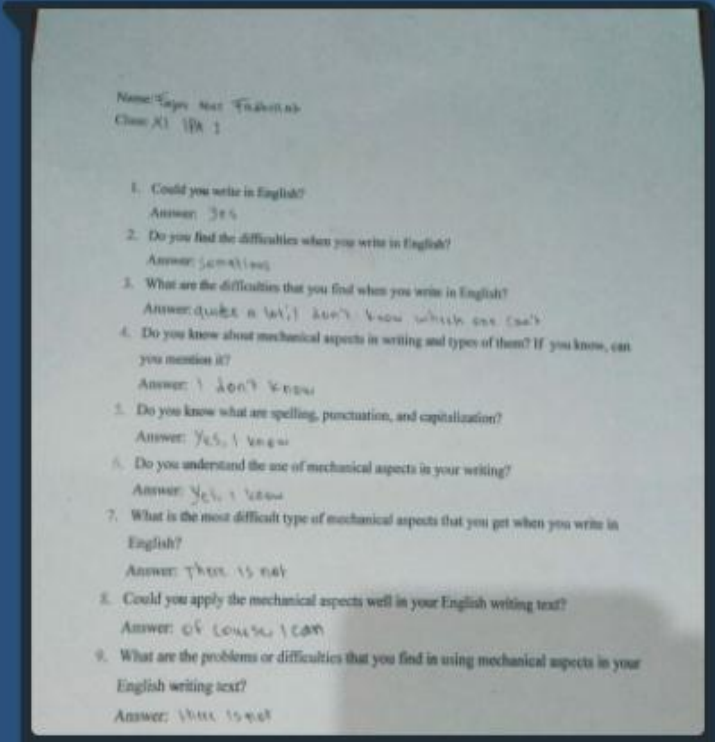 Name:
Class: XI IPA 1
1. Could you write in English?
Answer: Yes
2. Do you find the difficulties when you write in English?
Answer: sometimes
3. What are the difficulties that you find when you write in English?
Answer: quite a lot, I don't know which one can't
4. Do you know about mechanical aspects in writing and types of them? If you know, can
you mention it?
Answer: I don't know
5. Do you know what are spelling, punctuation, and capitalization?
Answer: Yes, I know
6. Do you understand the use of mechanical aspects in your writing?
Answer: Yes, I know
7. What is the most difficult type of mechanical aspects that you get when you write in
English?
Answer: There is not
8. Could you apply the mechanical aspects well in your English writing text?
Answer: of course I can
9. What are the problems or difficulties that you find in using mechanical aspects in your
English writing text?
Answer: there is not